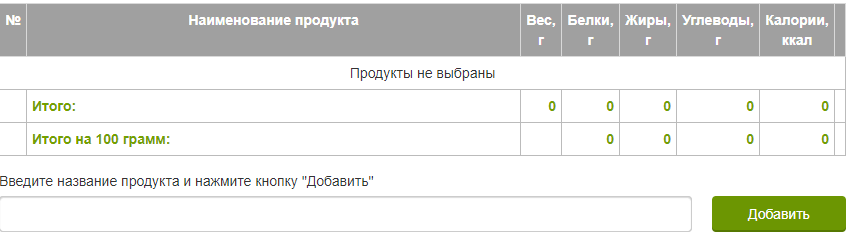 № Наименование продукта Вес, г Белки, г Жиры, г Углеводы, г Калории, ккал
Продукты не выбраны
Итого: 0 0 0 0 0
Итого на 100 грамм: 0 0 0 0
Введите название продукта и нажмите кнопку "Добавить"
Добавить